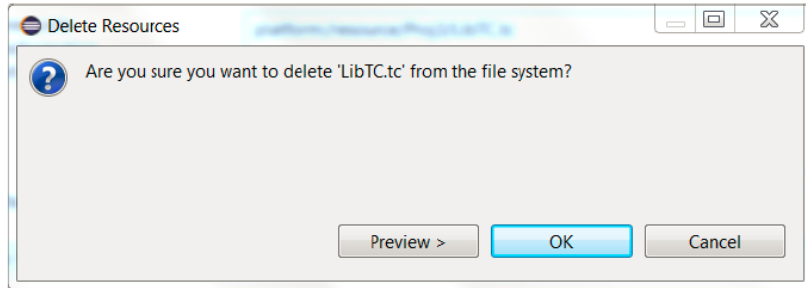 Delete Resources
Are you sure you want to delete 'LibTC.tc' from the file system?
Preview >
OK
Cancel